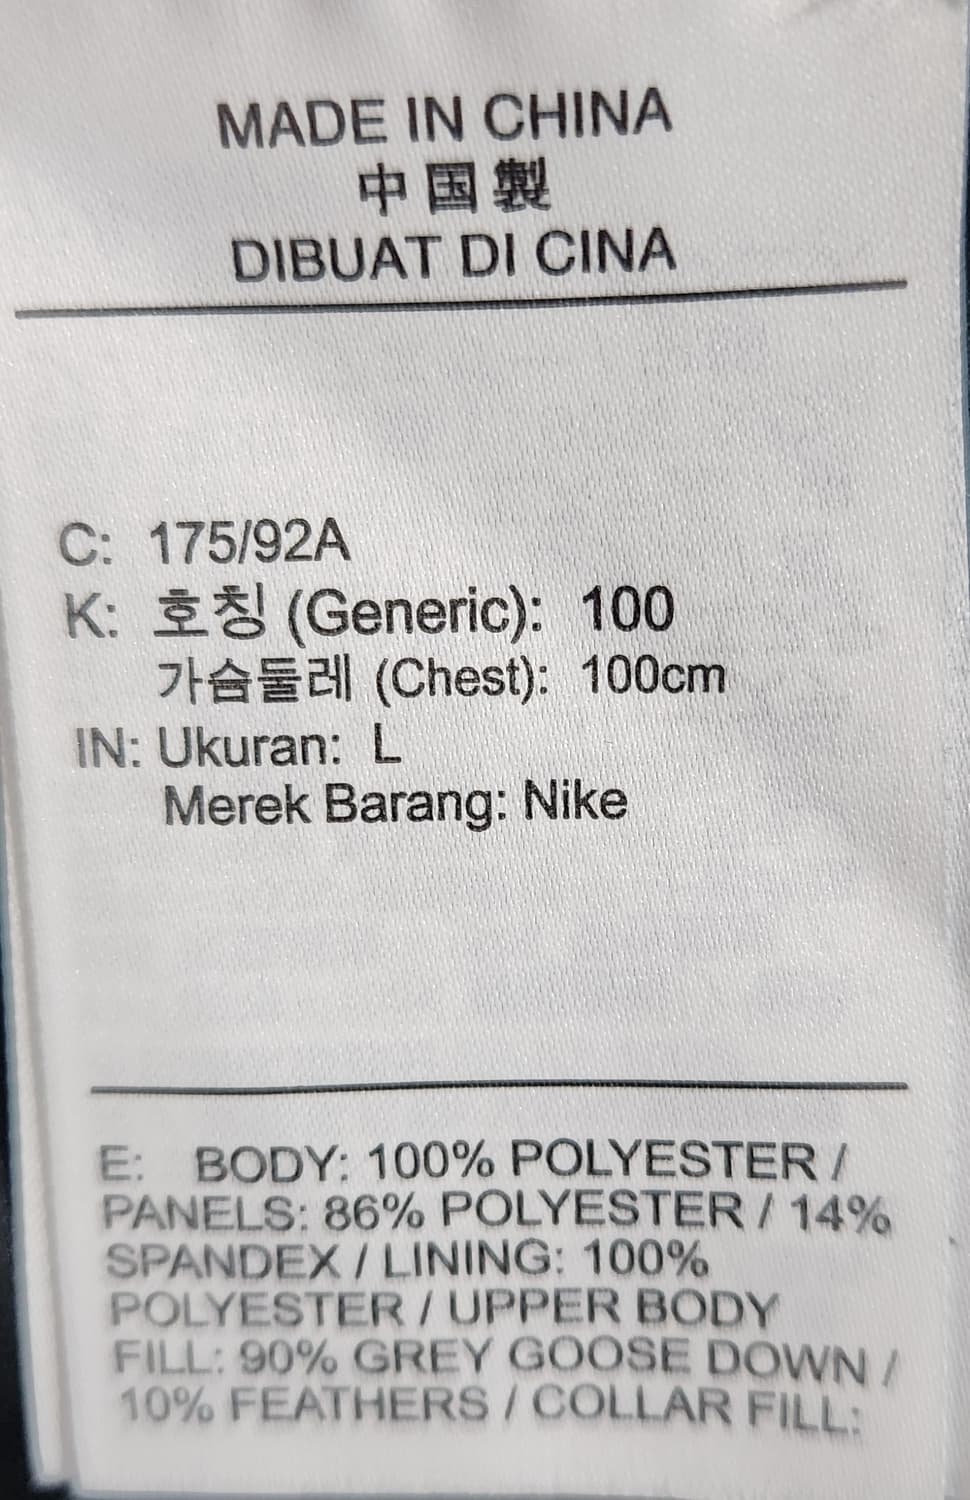 MADE IN CHINA
中国製
DIBUAT DI CINA
C: 175/92A
K: 호칭 (Generic): 100
가슴둘레 (Chest): 100cm
IN: Ukuran: L
Merek Barang: Nike
E: BODY: 100% POLYESTER /
PANELS: 86% POLYESTER / 14%
SPANDEX / LINING: 100%
POLYESTER / UPPER BODY
FILL: 90% GREY GOOSE DOWN /
10% FEATHERS / COLLAR FILL: